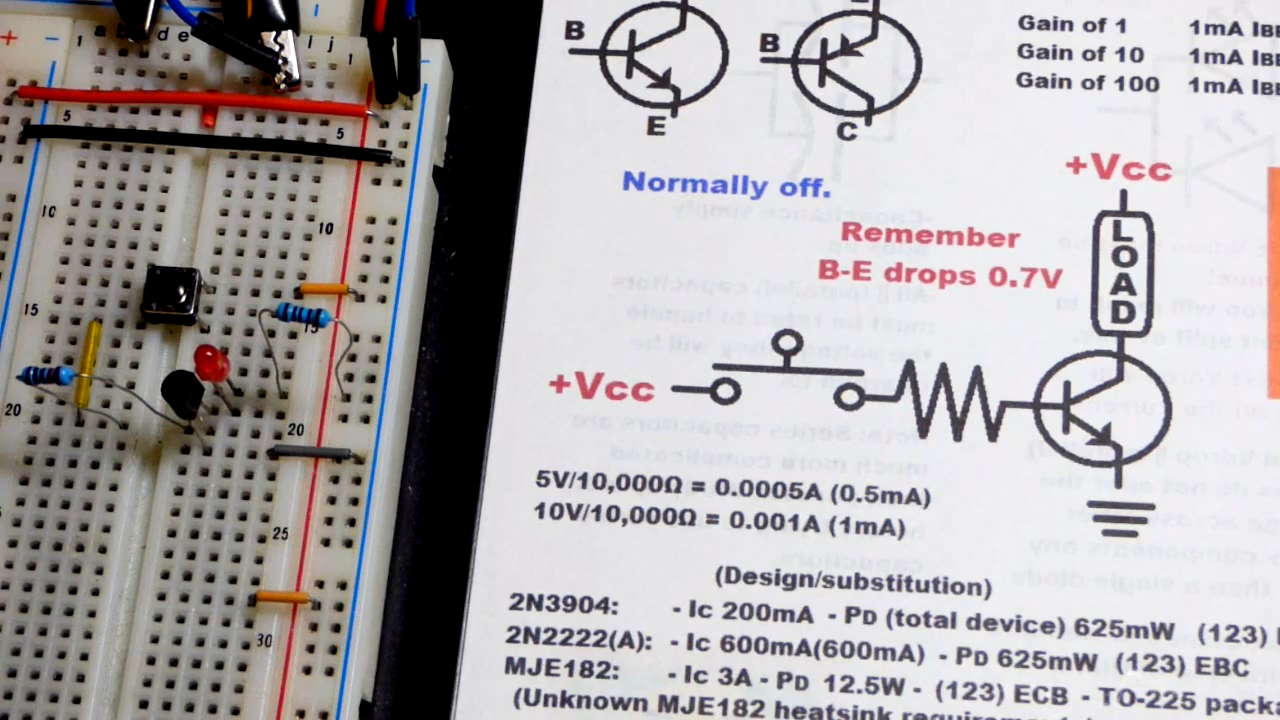 B
B
E
C
Gain of 1 1mA
Gain of 10 1mA
Gain of 100 1mA
Normally off.
+Vcc
Remember
B-E drops 0.7V
LOAD
+Vcc
5V/10,000Ω = 0.0005A (0.5mA)
10V/10,000Ω = 0.001A (1mA)
(Design/substitution)
2N3904: - Ic 200mA - PD (total device) 625mW (123)
2N2222(A): - Ic 600mA(600mA) - PD 625mW (123) EBC
MJE182: - Ic 3A - PD 12.5W - (123) ECB - TO-225
(Unknown MJE182 heatsink
+ -
1 d e i j 1
5 5
10 10
15 15
20 20
25
30